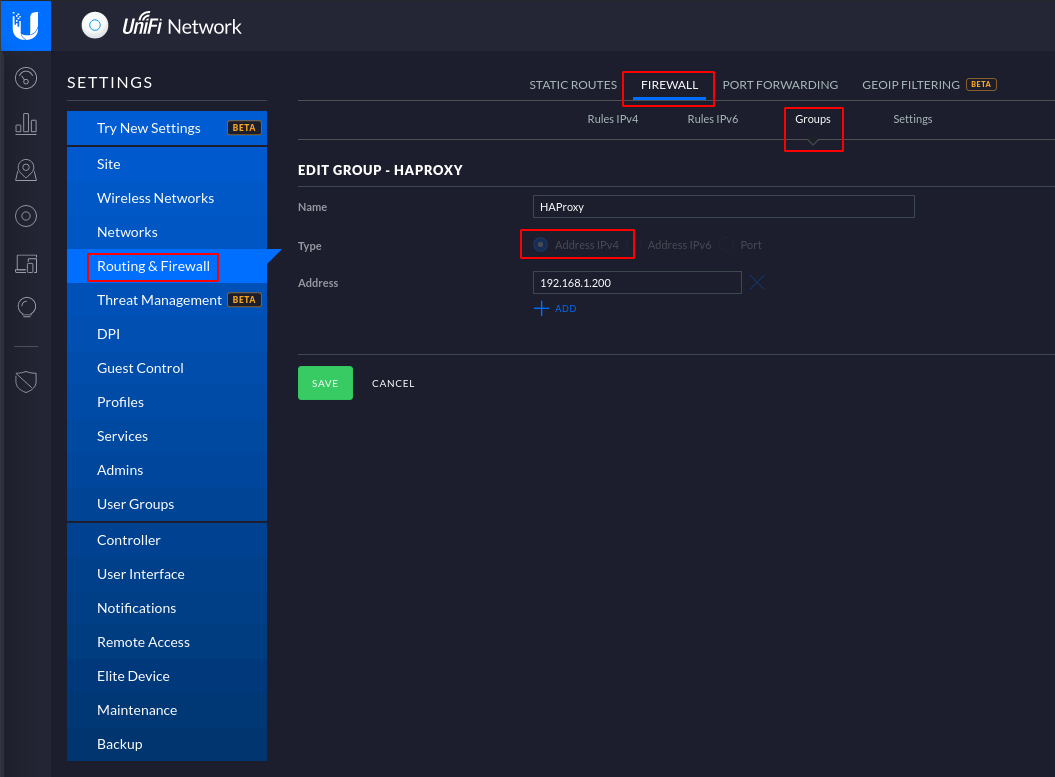 UniFi Network
SETTINGS
Try New Settings BETA
Site
Wireless Networks
Networks
Routing & Firewall
Threat Management BETA
DPI
Guest Control
Profiles
Services
Admins
User Groups
Controller
User Interface
Notifications
Remote Access
Elite Device
Maintenance
Backup
STATIC ROUTES FIREWALL PORT FORWARDING GEOIP FILTERING BETA
Rules IPv4 Rules IPv6 Groups Settings
EDIT GROUP - HAPROXY
Name HAProxy
Type Address IPv4 Address IPv6 Port
Address 192.168.1.200
ADD
SAVE CANCEL